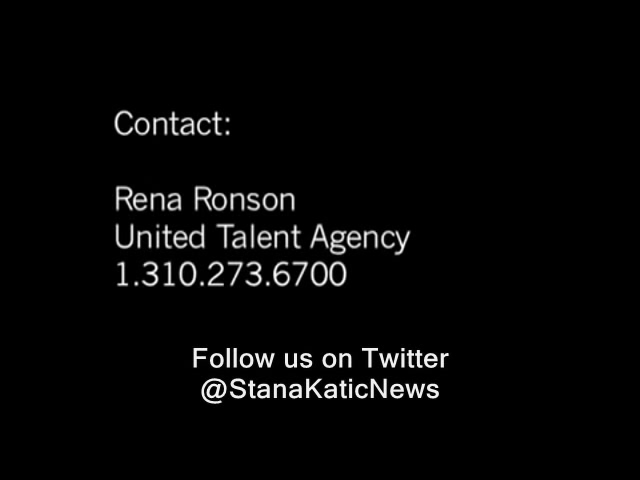 Contact:
Rena Ronson
United Talent Agency
1.310.273.6700
Follow us on Twitter
@StanaKaticNews